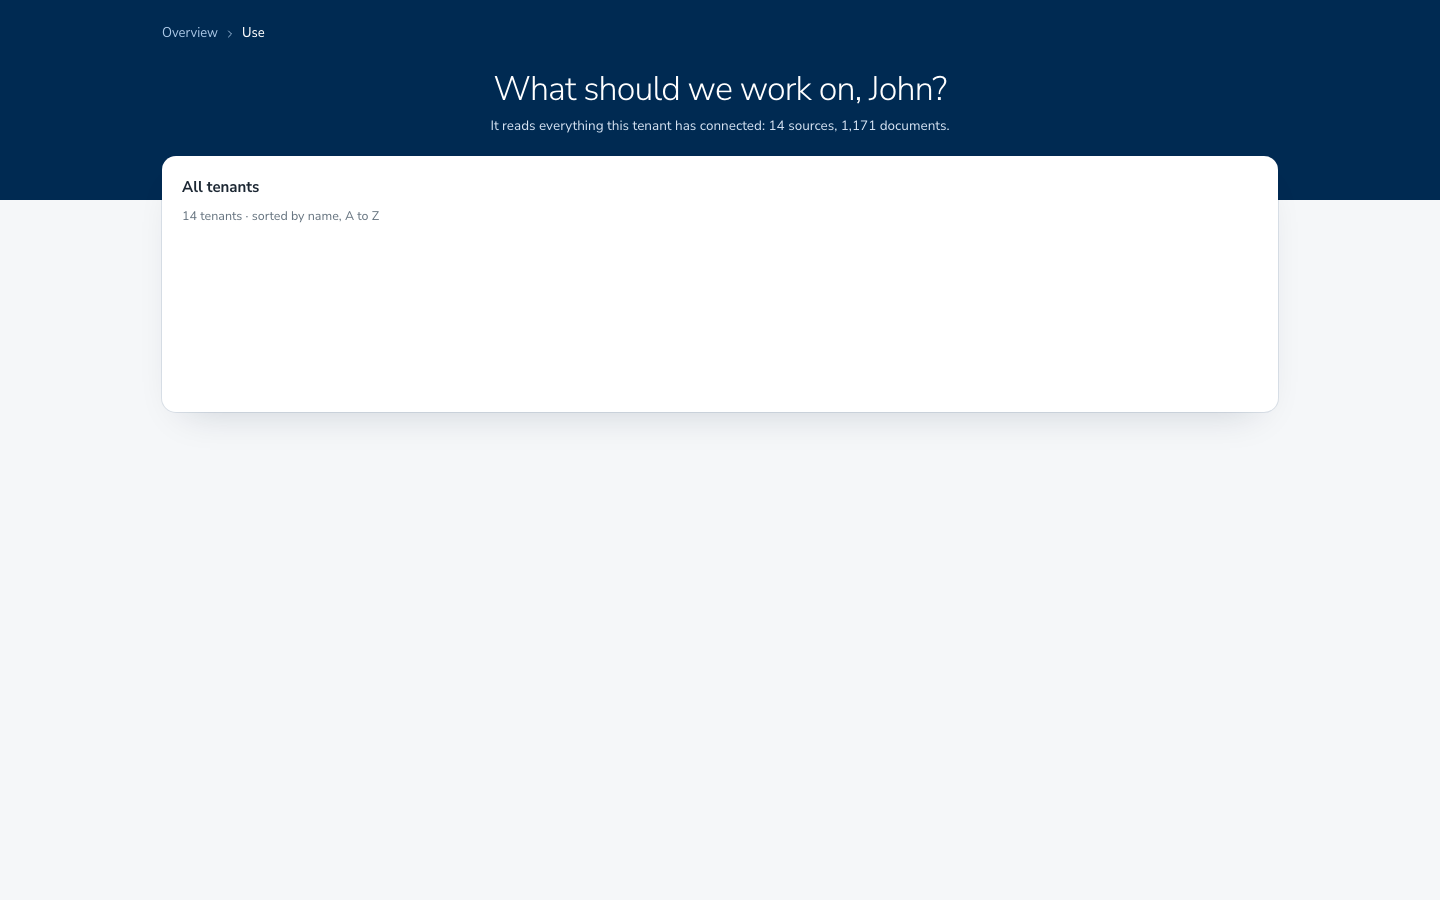 Overview › Use
What should we work on, John?
It reads everything this tenant has connected: 14 sources, 1,171 documents.
All tenants
14 tenants · sorted by name, A to Z